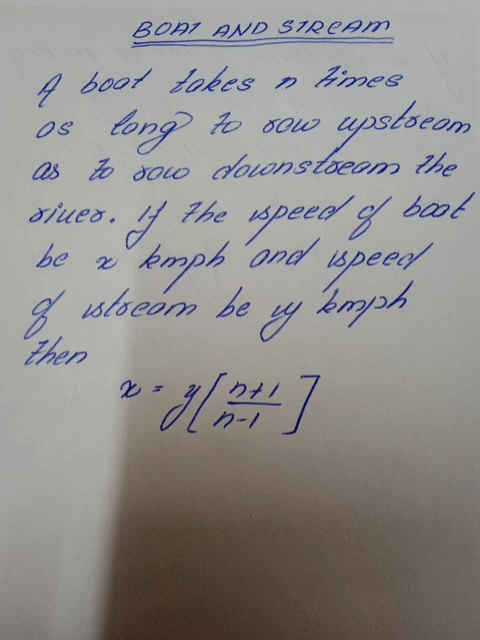 BOAT AND STREAM
A boat takes n times
as long to row upstream
as to row downstream the
river. If the speed of boat
be x kmph and speed
of stream be y kmph
then
x = y[n+1/n-1]